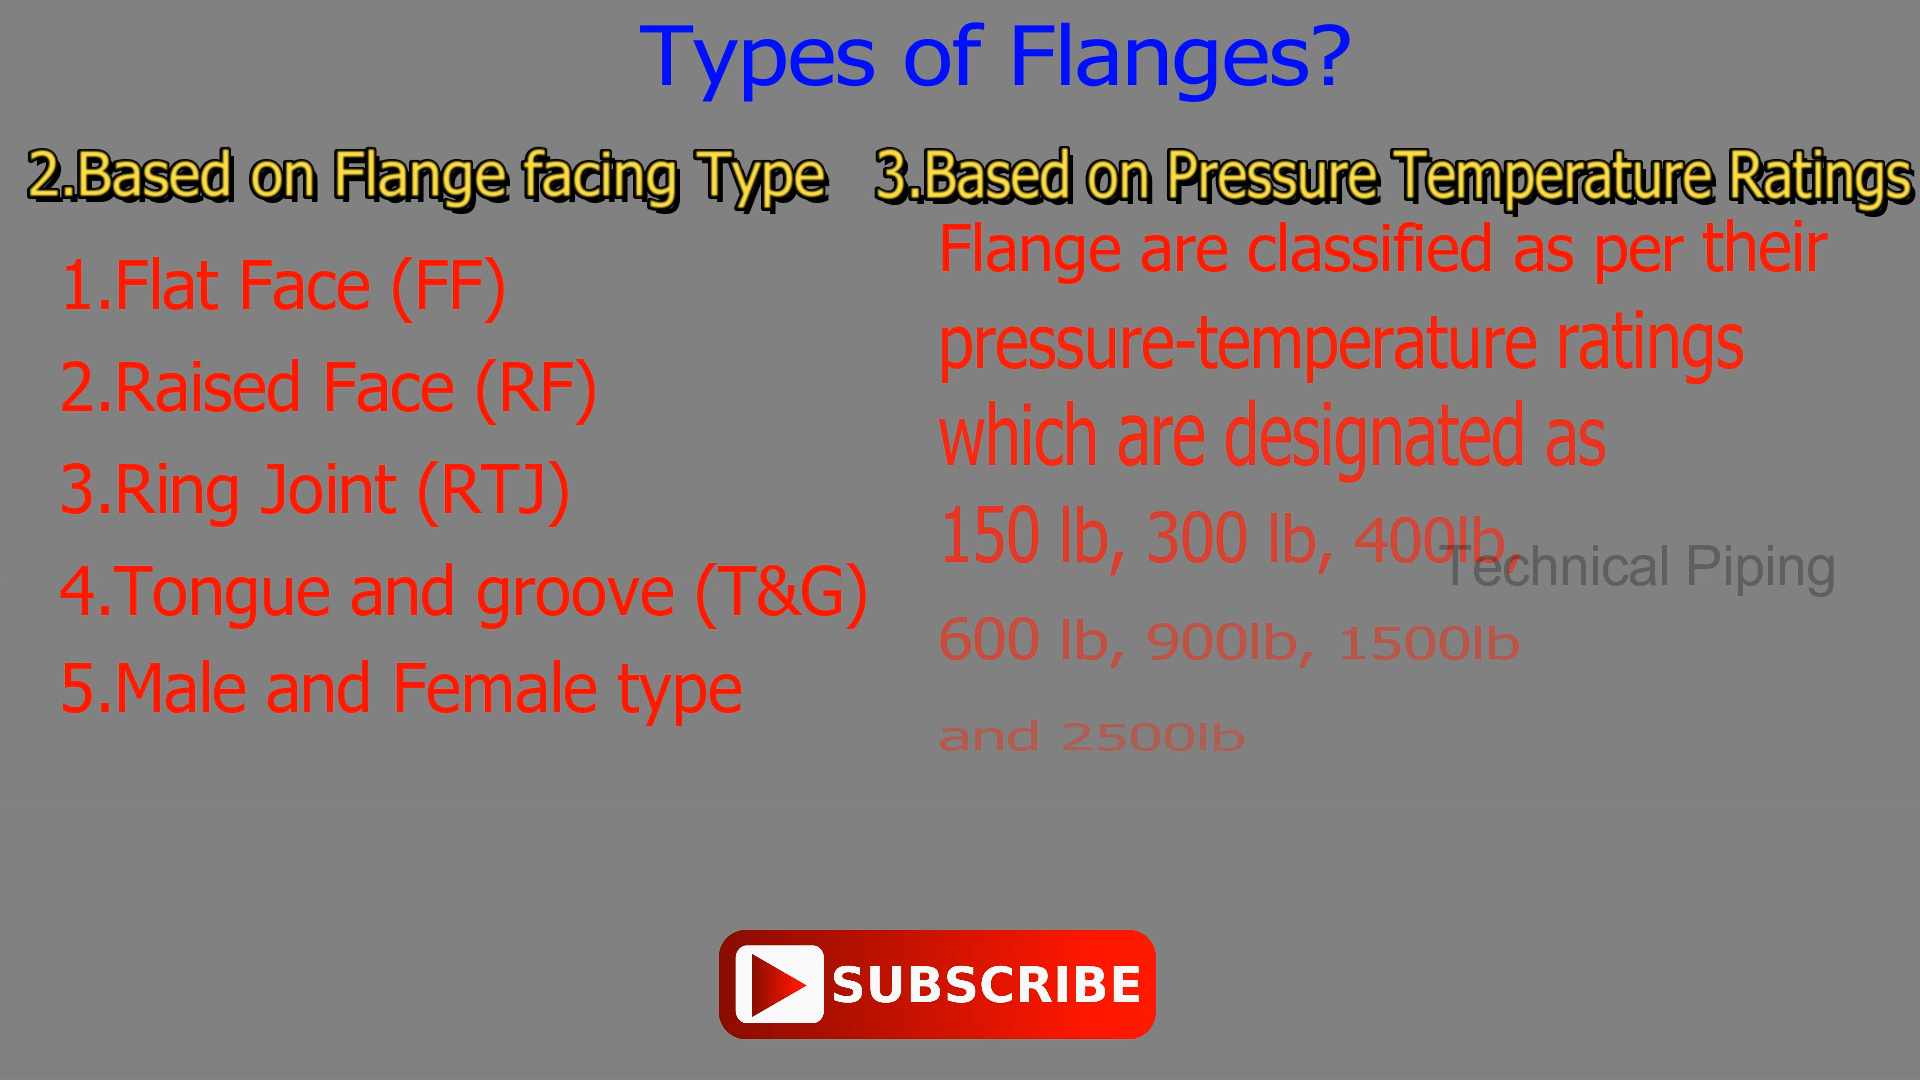 Types of Flanges?
2.Based on Flange facing Type
1.Flat Face (FF)
2.Raised Face (RF)
3.Ring Joint (RTJ)
4.Tongue and groove (T&G)
5.Male and Female type
3.Based on Pressure Temperature Ratings
Flange are classified as per their
pressure-temperature ratings
which are designated as
150 lb, 300 lb, 400lb,
600 lb, 900lb, 1500lb
and 2500lb
Technical Piping
SUBSCRIBE